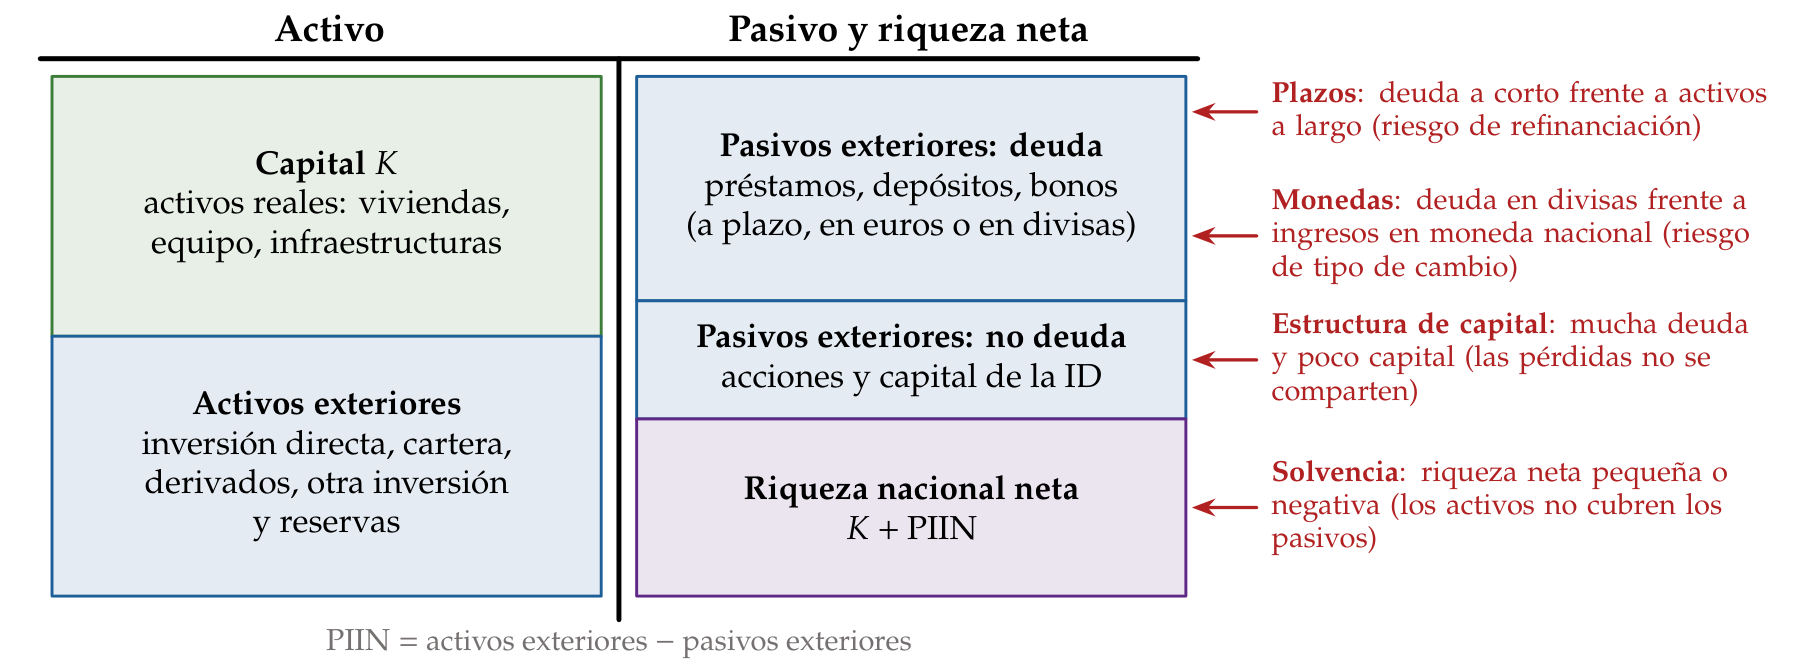 Activo
Pasivo y riqueza neta
Capital K
activos reales: viviendas,
equipo, infraestructuras
Activos exteriores
inversión directa, cartera,
derivados, otra inversión
y reservas
Pasivos exteriores: deuda
préstamos, depósitos, bonos
(a plazo, en euros o en divisas)
Pasivos exteriores: no deuda
acciones y capital de la ID
Riqueza nacional neta
K + PIIN
Plazos: deuda a corto frente a activos
a largo (riesgo de refinanciación)
Monedas: deuda en divisas frente a
ingresos en moneda nacional (riesgo
de tipo de cambio)
Estructura de capital: mucha deuda
y poco capital (las pérdidas no se
comparten)
Solvencia: riqueza neta pequeña o
negativa (los activos no cubren los
pasivos)
PIIN = activos exteriores − pasivos exteriores